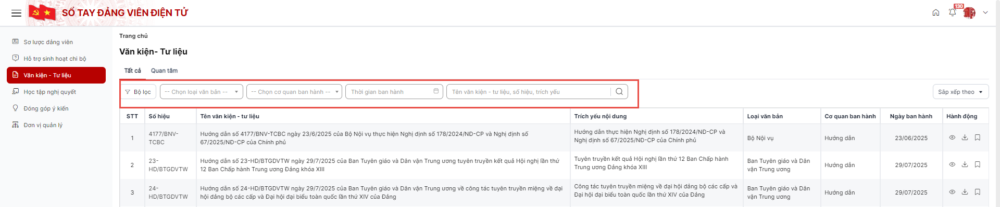 SỔ TAY ĐẢNG VIÊN ĐIỆN TỬ
130
Sơ lược đảng viên
Hỗ trợ sinh hoạt chi bộ
Văn kiện - Tư liệu
Học tập nghị quyết
Đóng góp ý kiến
Đơn vị quản lý
Trang chủ
Văn kiện- Tư liệu
Tất cả Quan tâm
Bộ lọc -- Chọn loại văn bản -- -- Chọn cơ quan ban hành -- Thời gian ban hành Tên văn kiện - tư liệu, số hiệu, trích yếu Sắp xếp theo
STT Số hiệu Tên văn kiện - tư liệu Trích yếu nội dung Loại văn bản Cơ quan ban hành Ngày ban hành Hành động
1 4177/BNV-TCBC Hướng dẫn số 4177/BNV-TCBC ngày 23/6/2025 của Bộ Nội vụ thực hiện Nghị định số 178/2024/NĐ-CP và Nghị định số
67/2025/NĐ-CP của Chính phủ
Hướng dẫn thực hiện Nghị định số 178/2024/NĐ-CP và
Nghị định số 67/2025/NĐ-CP của Chính phủ
Bộ Nội vụ Hướng dẫn 23/06/2025
2 23-HD/BTGDVTW Hướng dẫn số 23-HD/BTGDVTW ngày 29/7/2025 của Ban Tuyên giáo và Dân vận Trung ương tuyên truyền kết quả Hội nghị lần thứ
12 Ban Chấp hành Trung ương Đảng khóa XIII
Tuyên truyền kết quả Hội nghị lần thứ 12 Ban Chấp hành
Trung ương Đảng khóa XIII
Ban Tuyên giáo và Dân
vận Trung ương
Hướng dẫn 29/07/2025
3 24-HD/BTGDVTW Hướng dẫn số 24-HD/BTGDVTW ngày 29/7/2025 của Ban Tuyên giáo và Dân vận Trung ương về công tác tuyên truyền miệng về đại
hội đảng bộ các cấp và Đại hội đại biểu toàn quốc lần thứ XIV của Đảng
Công tác tuyên truyền miệng về đại hội đảng bộ các cấp và
Đại hội đại biểu toàn quốc lần thứ XIV của Đảng
Ban Tuyên giáo và Dân
vận Trung ương
Hướng dẫn 29/07/2025